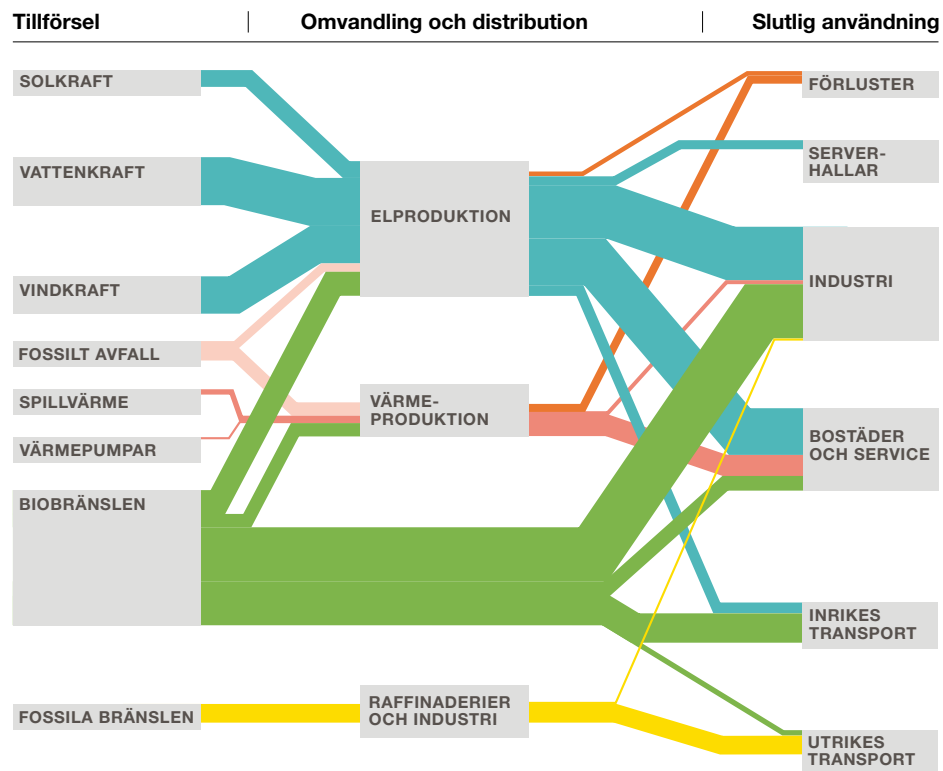 Tillförsel
Omvandling och distribution
Slutlig användning
SOLKRAFT
VATTENKRAFT
VINDKRAFT
FOSSILT AVFALL
SPILLVÄRME
VÄRMEPUMPAR
BIOBRÄNSLEN
FOSSILA BRÄNSLEN
ELPRODUKTION
VÄRME-
PRODUKTION
RAFFINADERIER
OCH INDUSTRI
FÖRLUSTER
SERVER-
HALLAR
INDUSTRI
BOSTÄDER
OCH SERVICE
INRIKES
TRANSPORT
UTRIKES
TRANSPORT